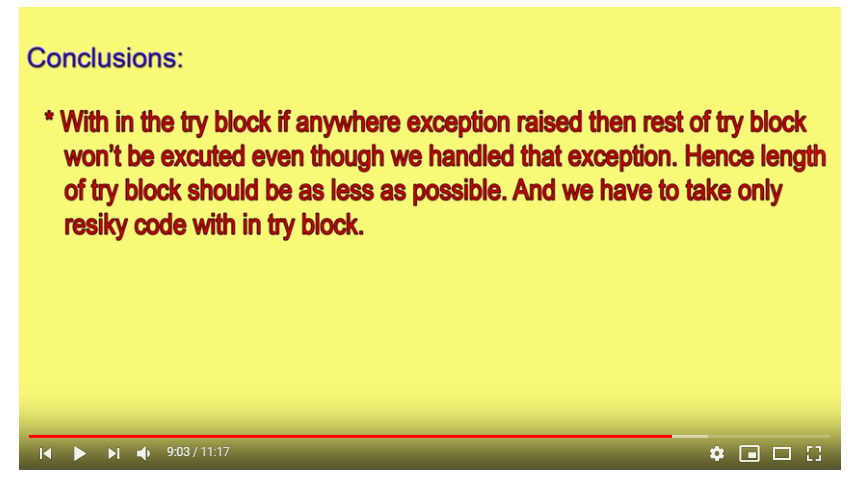 Conclusions:
* With in the try block if anywhere exception raised then rest of try block
won't be excuted even though we handled that exception. Hence length
of try block should be as less as possible. And we have to take only
resiky code with in try block.
9:03 / 11:17